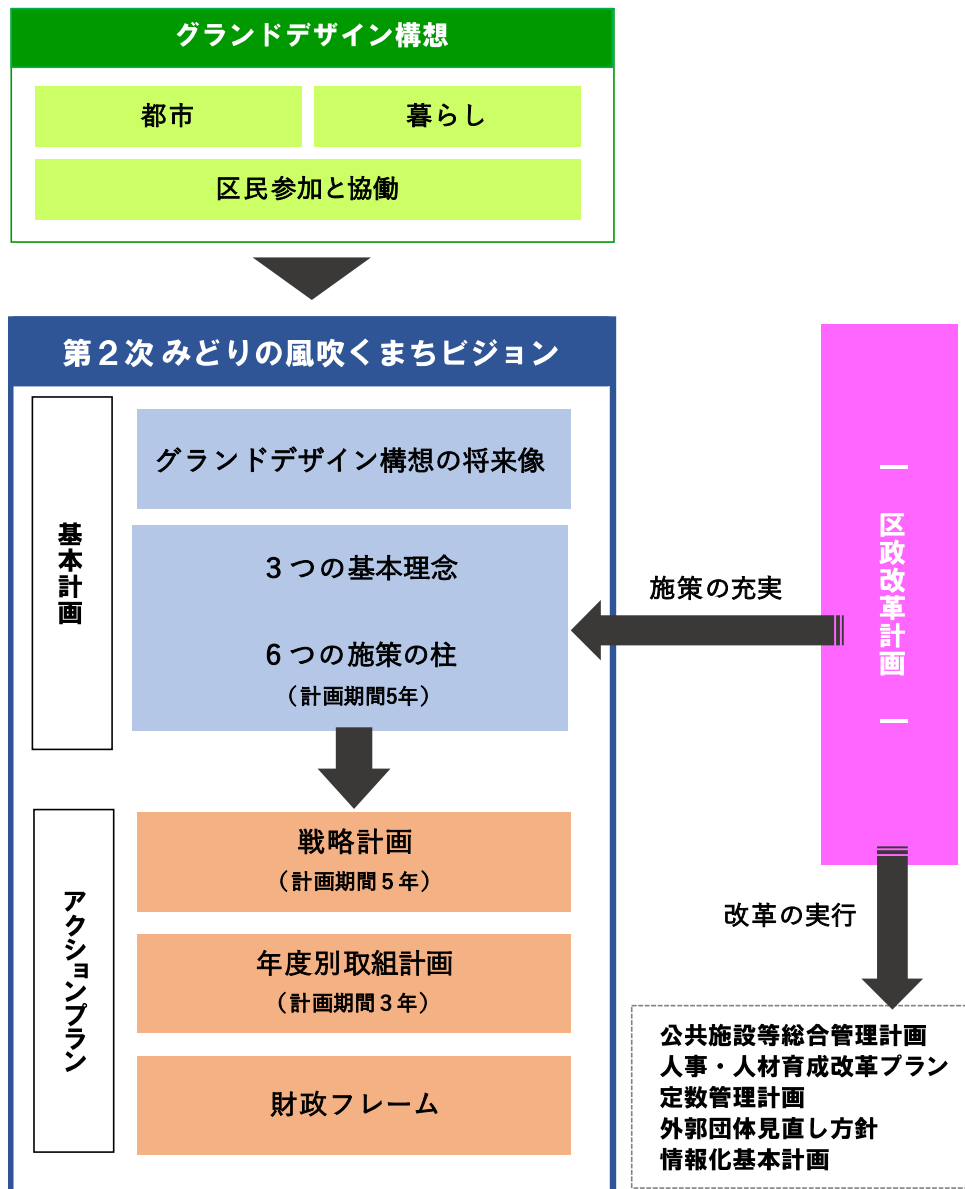 グランドデザイン構想
都市
暮らし
区民参加と協働
第２次 みどりの風吹くまちビジョン
基本計画
グランドデザイン構想の将来像
３つの基本理念
６つの施策の柱
（計画期間5年）
施策の充実
― 区政改革計画 ―
アクションプラン
戦略計画
（計画期間５年）
年度別取組計画
（計画期間３年）
財政フレーム
改革の実行
公共施設等総合管理計画
人事・人材育成改革プラン
定数管理計画
外郭団体見直し方針
情報化基本計画